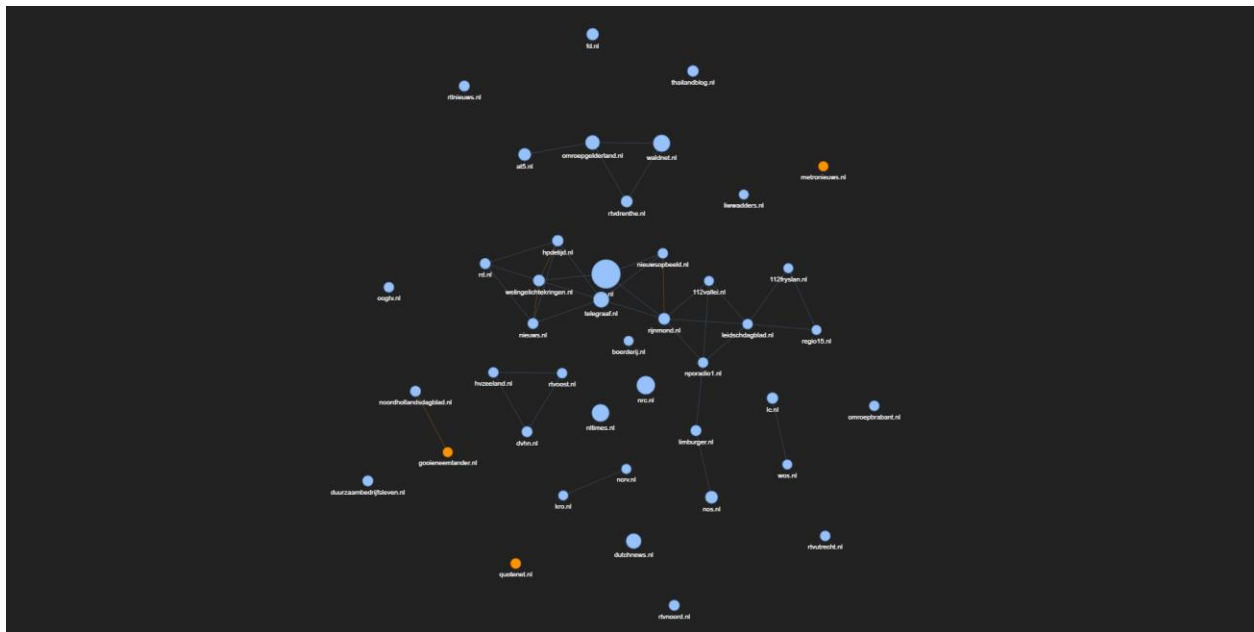 fd.nl
thailandblog.nl
rtlnieuws.nl
omroepgelderland.nl
waldnet.nl
at5.nl
metronieuws.nl
liwwadders.nl
rtvdrenthe.nl
hpdetijd.nl
nieuwsopbeeld.nl
rd.nl
112fryslan.nl
ooghv.nl
welingelichtekringen.nl
.nl
112vallei.nl
telegraaf.nl
nieuws.nl
rijnmond.nl
leidschdagblad.nl
regio15.nl
boerderij.nl
nporadio1.nl
hvzeeland.nl
rtvoost.nl
nrc.nl
noordhollandsdagblad.nl
lc.nl
omroepbrabant.nl
nltimes.nl
dvhn.nl
limburger.nl
gooieneemlander.nl
wos.nl
duurzaambedrijfsleven.nl
kro.nl
nos.nl
rtvutrecht.nl
dutchnews.nl
quotenet.nl
rtvnoord.nl